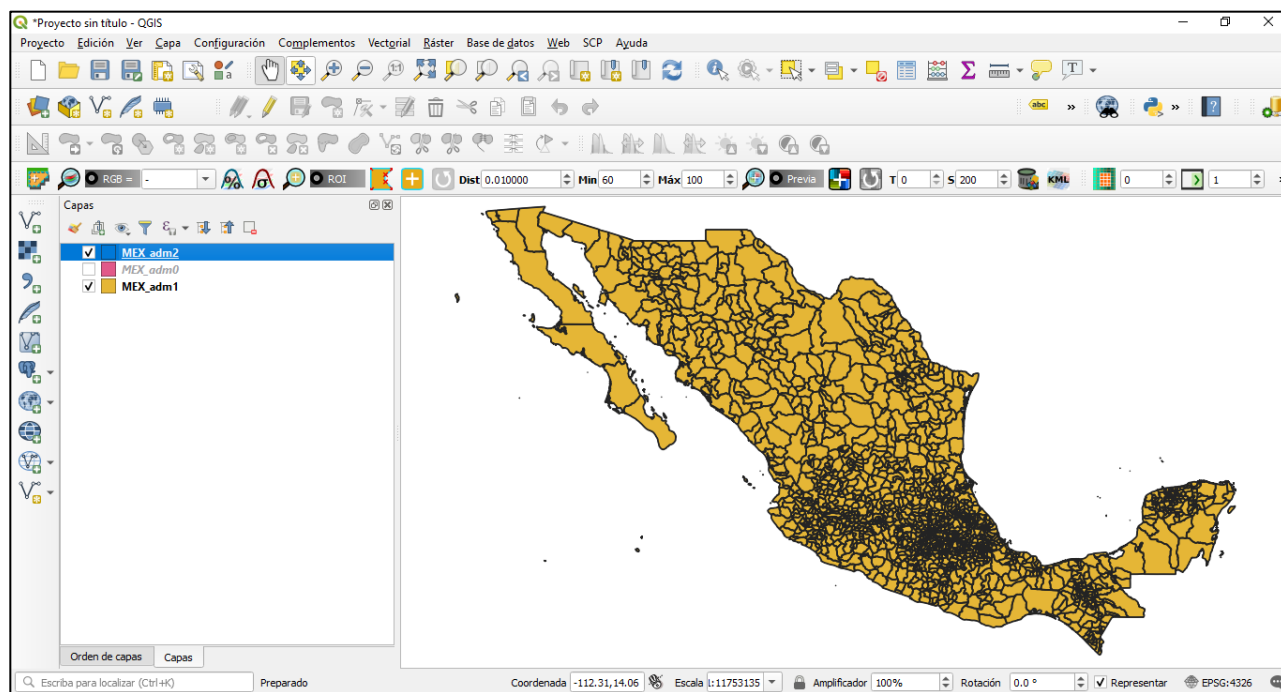 *Proyecto sin título - QGIS
Proyecto Edición Ver Capa Configuración Complementos Vectorial Ráster Base de datos Web SCP Ayuda
abc » » ?
RGB = - ROI Dist 0.010000 Min 60 Máx 100 Previa T 0 S 200 KML 0 1
Capas
MEX_adm2
MEX_adm0
MEX_adm1
Orden de capas Capas
Escriba para localizar (Ctrl+K) Preparado Coordenada -112.31,14.06 Escala 1:11753135 Amplificador 100% Rotación 0.0 ° Representar EPSG:4326